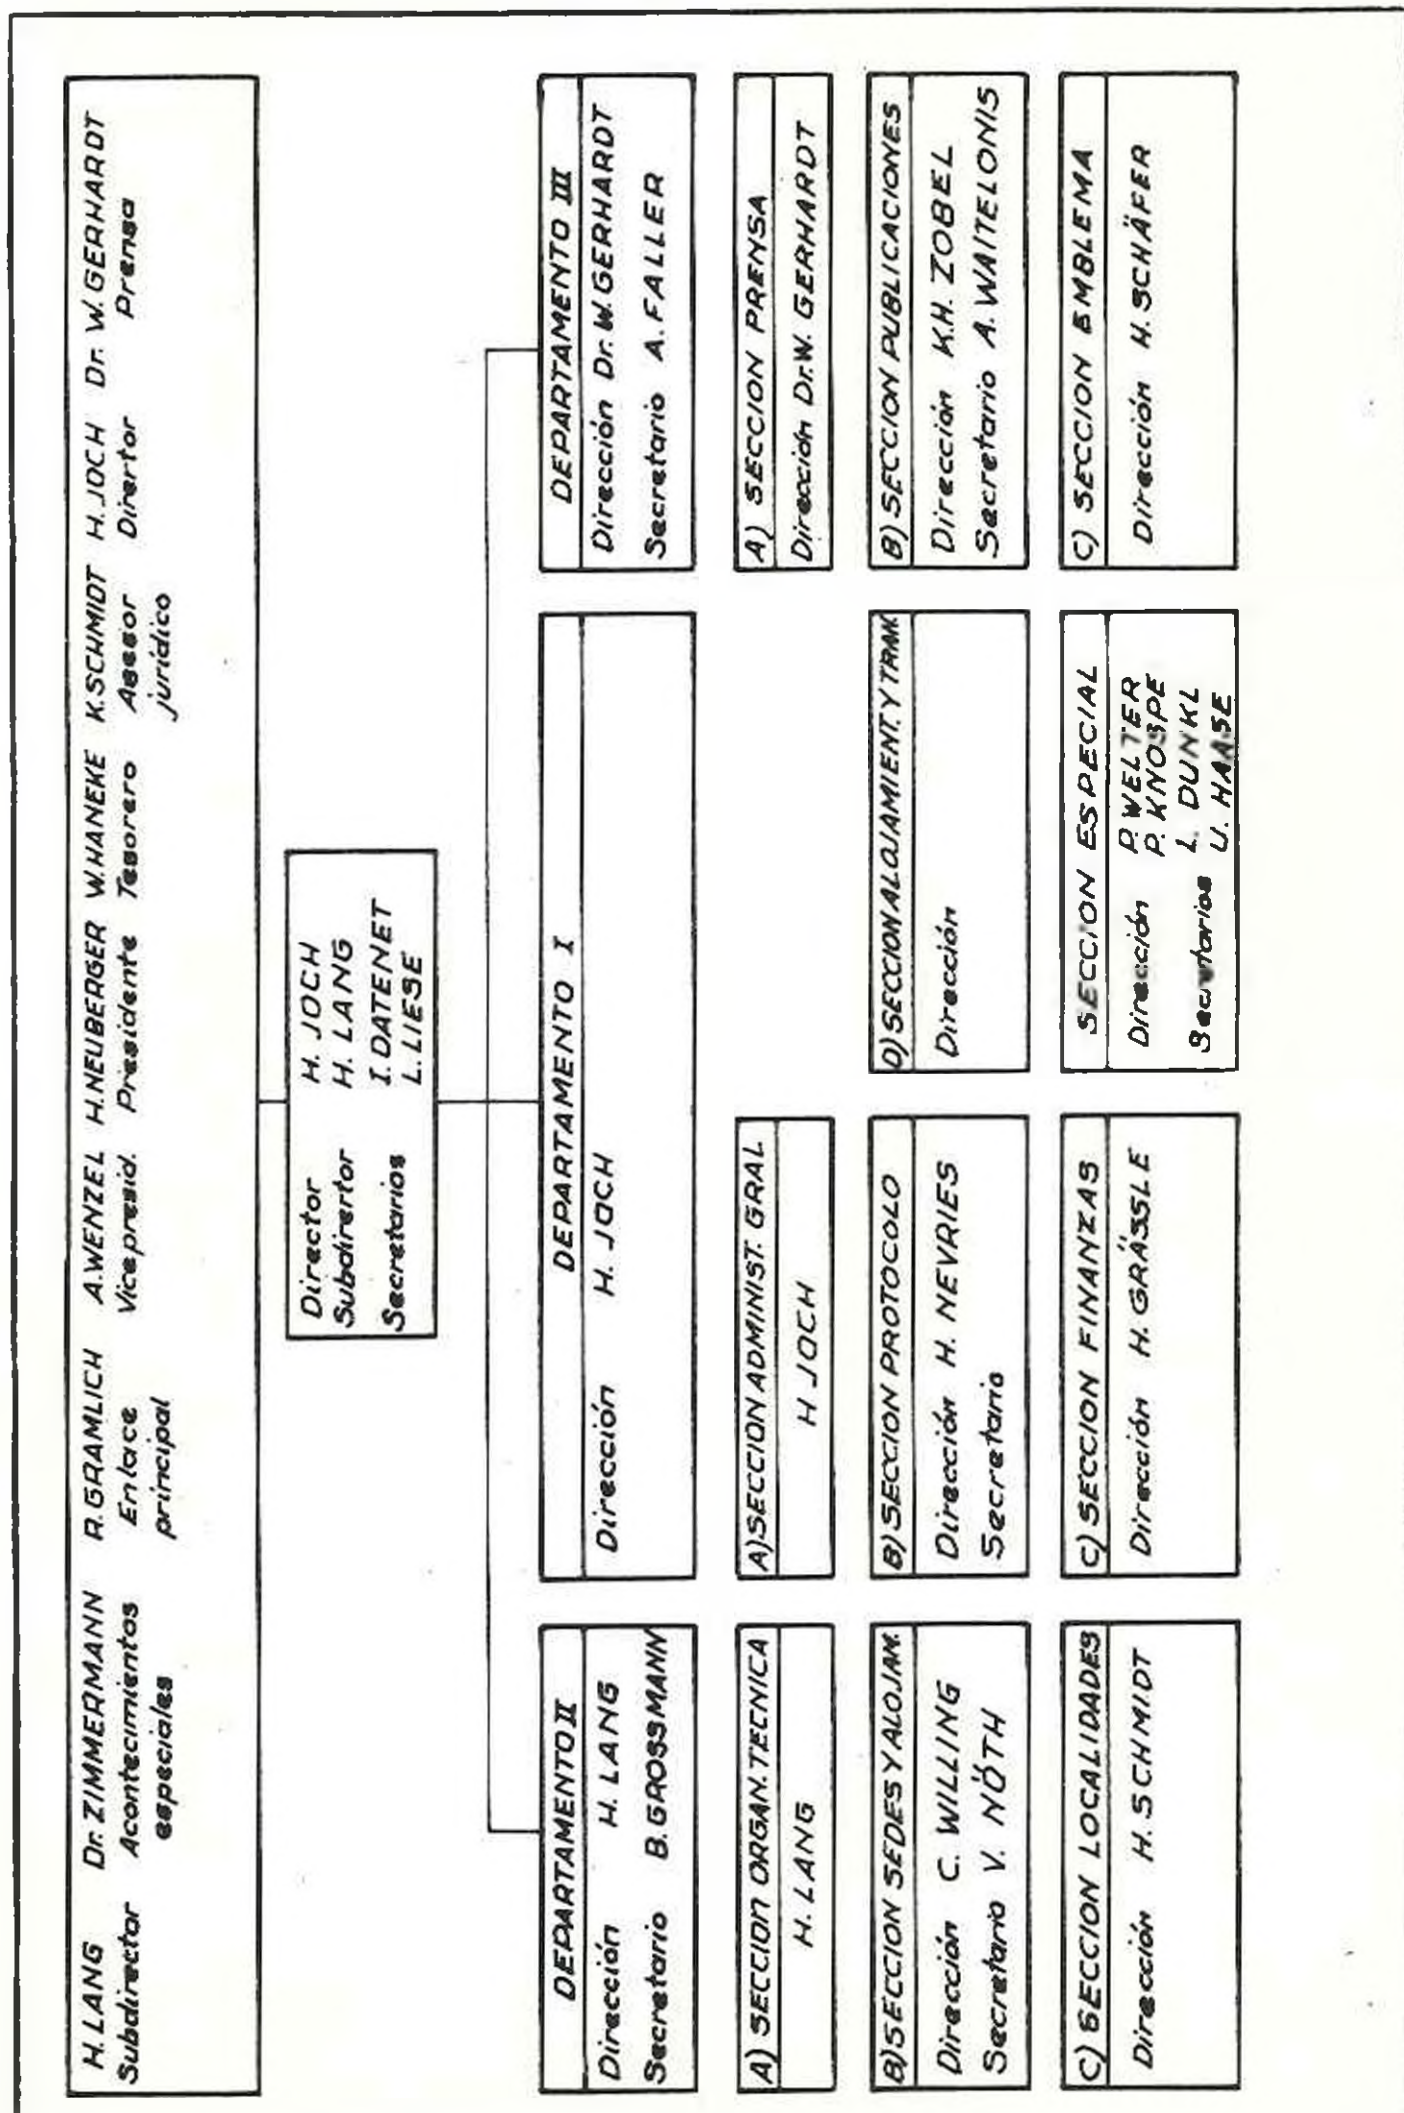 H. LANG Dr. ZIMMERMANN R. GRAMLICH A. WENZEL H. NEUBERGER W. HANEKE K. SCHMIDT H. JOCH Dr. W. GERHARDT
Subdirector Acontecimientos Enlace Vicepresid. Presidente Tesorero Asesor Dirertor Prensa
especiales principal jurídico
Director H. JOCH
Subdirertor H. LANG
Secretarios I. DATENET
L. LIESE
DEPARTAMENTO II
Dirección H. LANG
Secretario B. GROSSMANN
DEPARTAMENTO I
Dirección H. JOCH
DEPARTAMENTO III
Dirección Dr. W. GERHARDT
Secretario A. FALLER
A) SECCION ORGAN. TECNICA
H. LANG
A) SECCION ADMINIST. GRAL.
H JOCH
A) SECCION PRENSA
Dirección Dr. W. GERHARDT
B) SECCION SEDES Y ALOJAM.
Dirección C. WILLING
Secretario V. NÖTH
B) SECCION PROTOCOLO
Dirección H. NEVRIES
Secretario
D) SECCION ALOJAMIENT. Y TRANK
Dirección
B) SECCION PUBLICACIONES
Dirección K.H. ZOBEL
Secretario A. WAITELONIS
C) SECCION LOCALIDADES
Dirección H. SCHMIDT
C) SECCION FINANZAS
Dirección H. GRÄSSLE
SECCION ESPECIAL
Dirección P. WELTER
P. KNOSPE
Secretarios L. DUNKL
U. HAASE
C) SECCION EMBLEMA
Dirección H. SCHÄFER